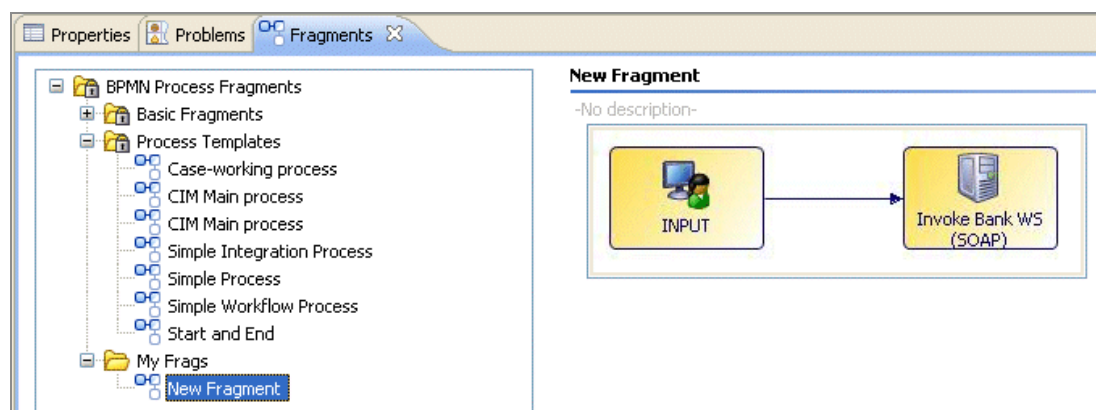 Properties Problems Fragments
BPMN Process Fragments
Basic Fragments
Process Templates
Case-working process
CIM Main process
CIM Main process
Simple Integration Process
Simple Process
Simple Workflow Process
Start and End
My Frags
New Fragment
New Fragment
-No description-
INPUT
Invoke Bank WS
(SOAP)